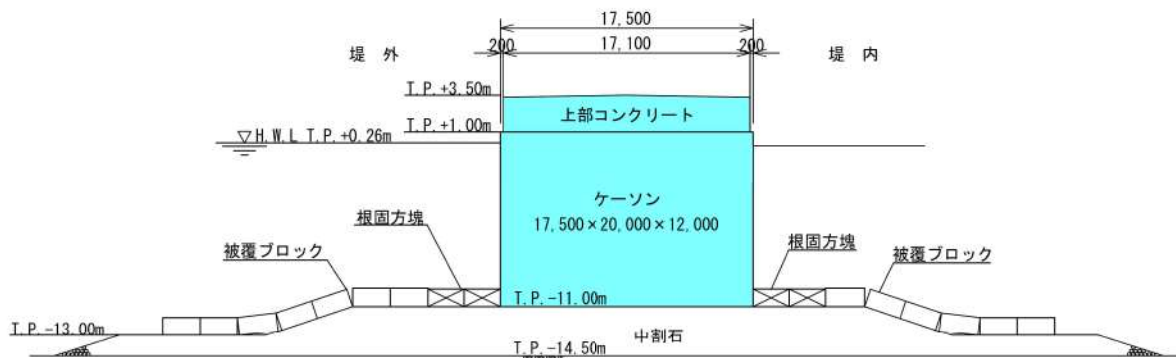 17,500
200 17,100 200
堤 外 堤 内
T.P.+3.50m
上部コンクリート
T.P.+1.00m
H.W.L T.P.+0.26m
ケーソン
17,500×20,000×12,000
根固方塊 根固方塊
被覆ブロック 被覆ブロック
T.P.-11.00m
T.P.-13.00m
中割石
T.P.-14.50m